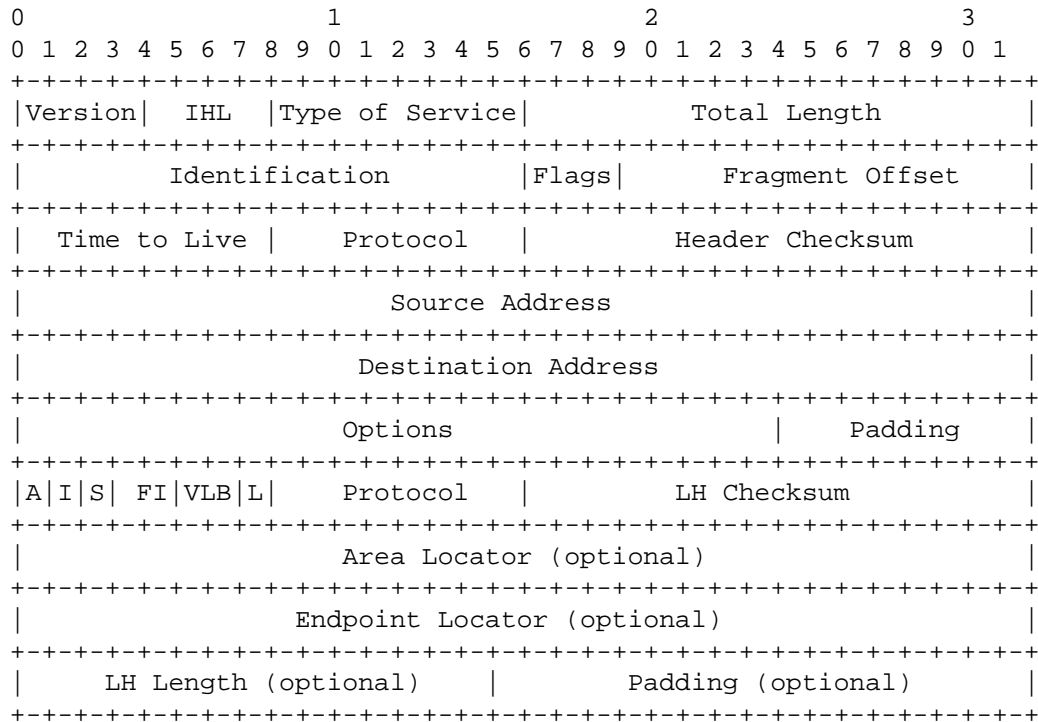 0                   1                   2                   3
0 1 2 3 4 5 6 7 8 9 0 1 2 3 4 5 6 7 8 9 0 1 2 3 4 5 6 7 8 9 0 1
+-+-+-+-+-+-+-+-+-+-+-+-+-+-+-+-+-+-+-+-+-+-+-+-+-+-+-+-+-+-+-+-+
|Version|  IHL  |Type of Service|          Total Length         |
+-+-+-+-+-+-+-+-+-+-+-+-+-+-+-+-+-+-+-+-+-+-+-+-+-+-+-+-+-+-+-+-+
|         Identification        |Flags|      Fragment Offset    |
+-+-+-+-+-+-+-+-+-+-+-+-+-+-+-+-+-+-+-+-+-+-+-+-+-+-+-+-+-+-+-+-+
|  Time to Live |    Protocol   |         Header Checksum       |
+-+-+-+-+-+-+-+-+-+-+-+-+-+-+-+-+-+-+-+-+-+-+-+-+-+-+-+-+-+-+-+-+
|                       Source Address                          |
+-+-+-+-+-+-+-+-+-+-+-+-+-+-+-+-+-+-+-+-+-+-+-+-+-+-+-+-+-+-+-+-+
|                     Destination Address                       |
+-+-+-+-+-+-+-+-+-+-+-+-+-+-+-+-+-+-+-+-+-+-+-+-+-+-+-+-+-+-+-+-+
|                    Options                    |    Padding    |
+-+-+-+-+-+-+-+-+-+-+-+-+-+-+-+-+-+-+-+-+-+-+-+-+-+-+-+-+-+-+-+-+
|A|I|S| FI|VLB|L|    Protocol   |         LH Checksum           |
+-+-+-+-+-+-+-+-+-+-+-+-+-+-+-+-+-+-+-+-+-+-+-+-+-+-+-+-+-+-+-+-+
|                    Area Locator (optional)                    |
+-+-+-+-+-+-+-+-+-+-+-+-+-+-+-+-+-+-+-+-+-+-+-+-+-+-+-+-+-+-+-+-+
|                 Endpoint Locator (optional)                   |
+-+-+-+-+-+-+-+-+-+-+-+-+-+-+-+-+-+-+-+-+-+-+-+-+-+-+-+-+-+-+-+-+
|     LH Length (optional)    |        Padding (optional)       |
+-+-+-+-+-+-+-+-+-+-+-+-+-+-+-+-+-+-+-+-+-+-+-+-+-+-+-+-+-+-+-+-+